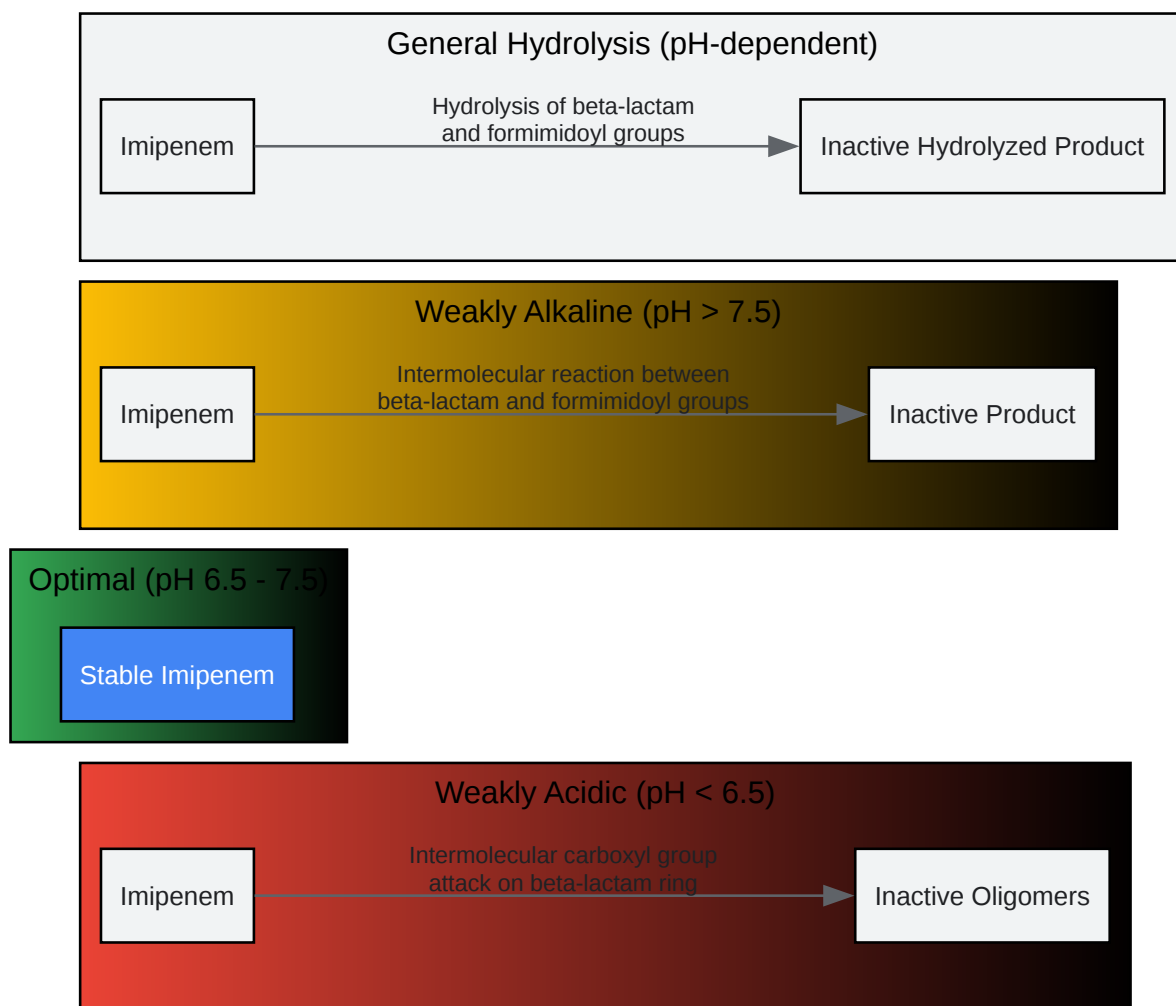 General Hydrolysis (pH-dependent)
Hydrolysis of beta-lactam
and formimidoyl groups
Imipenem
Inactive Hydrolyzed Product
Weakly Alkaline (pH > 7.5)
Intermolecular reaction between
beta-lactam and formimidoyl groups
Imipenem
Inactive Product
Optimal (pH 6.5 - 7.5)
Stable Imipenem
Weakly Acidic (pH < 6.5)
Intermolecular carboxyl group
attack on beta-lactam ring
Imipenem
Inactive Oligomers